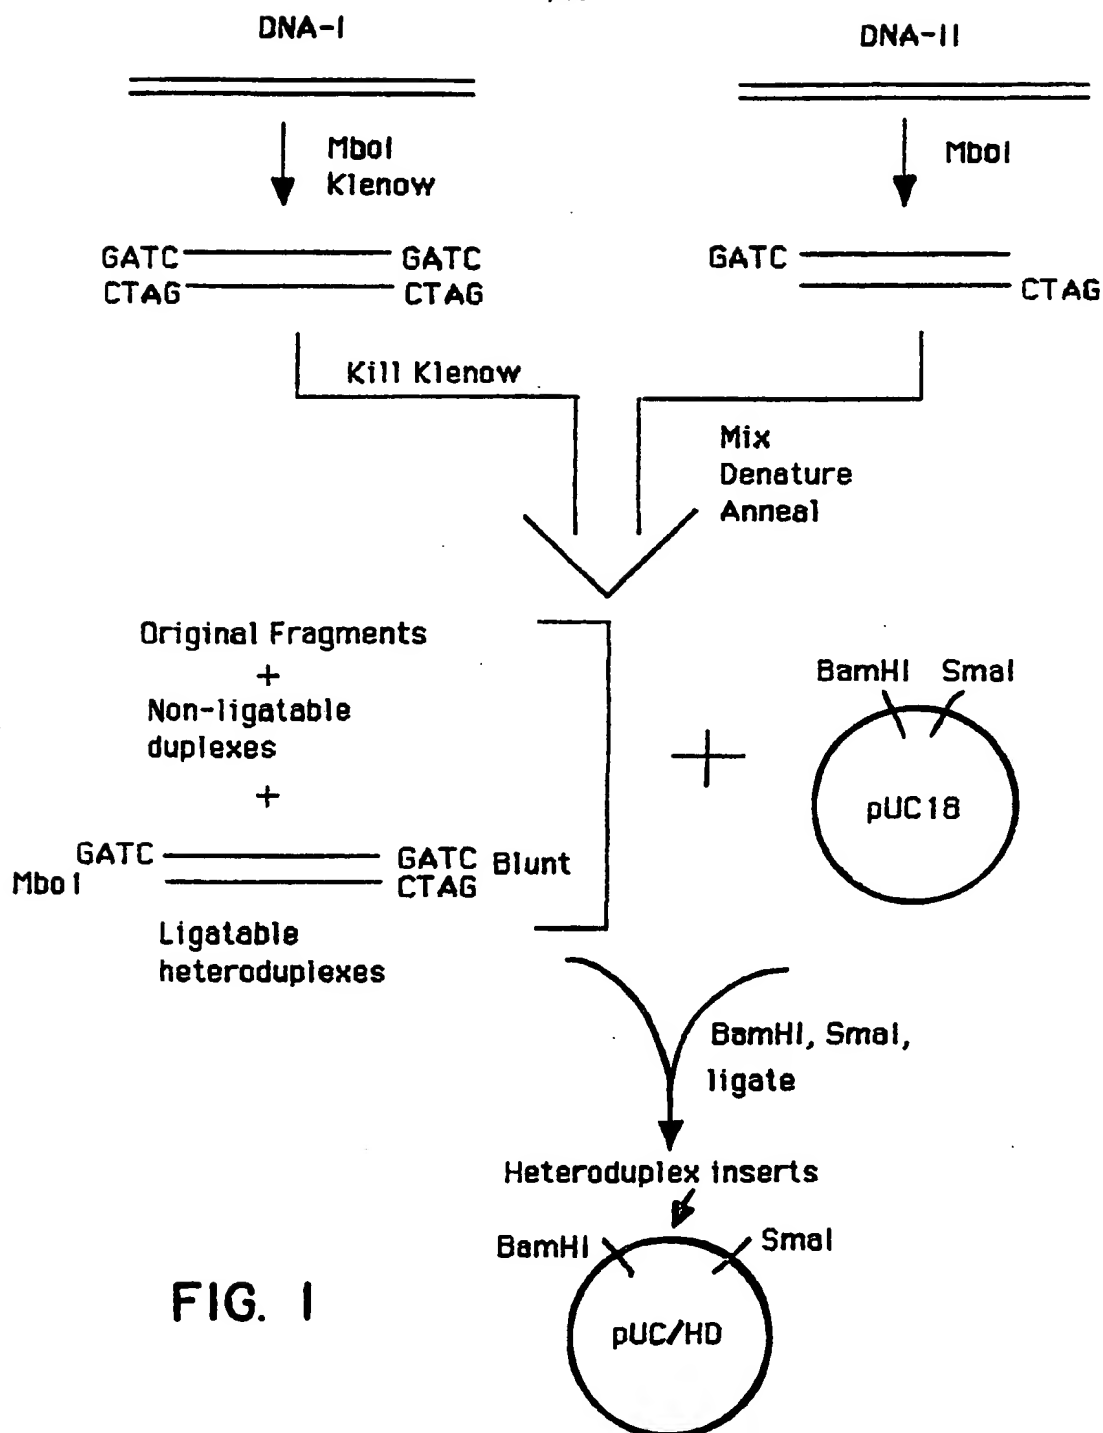 DNA-I
DNA-II
MboI
Klenow
MboI
GATC GATC
CTAG CTAG
GATC
CTAG
Kill Klenow
Mix
Denature
Anneal
Original Fragments
+
Non-ligatable
duplexes
+
GATC GATC Blunt
MboI CTAG
Ligatable
heteroduplexes
+
BamHI SmaI
pUC18
BamHI, SmaI,
ligate
Heteroduplex inserts
BamHI SmaI
pUC/HD
FIG. I